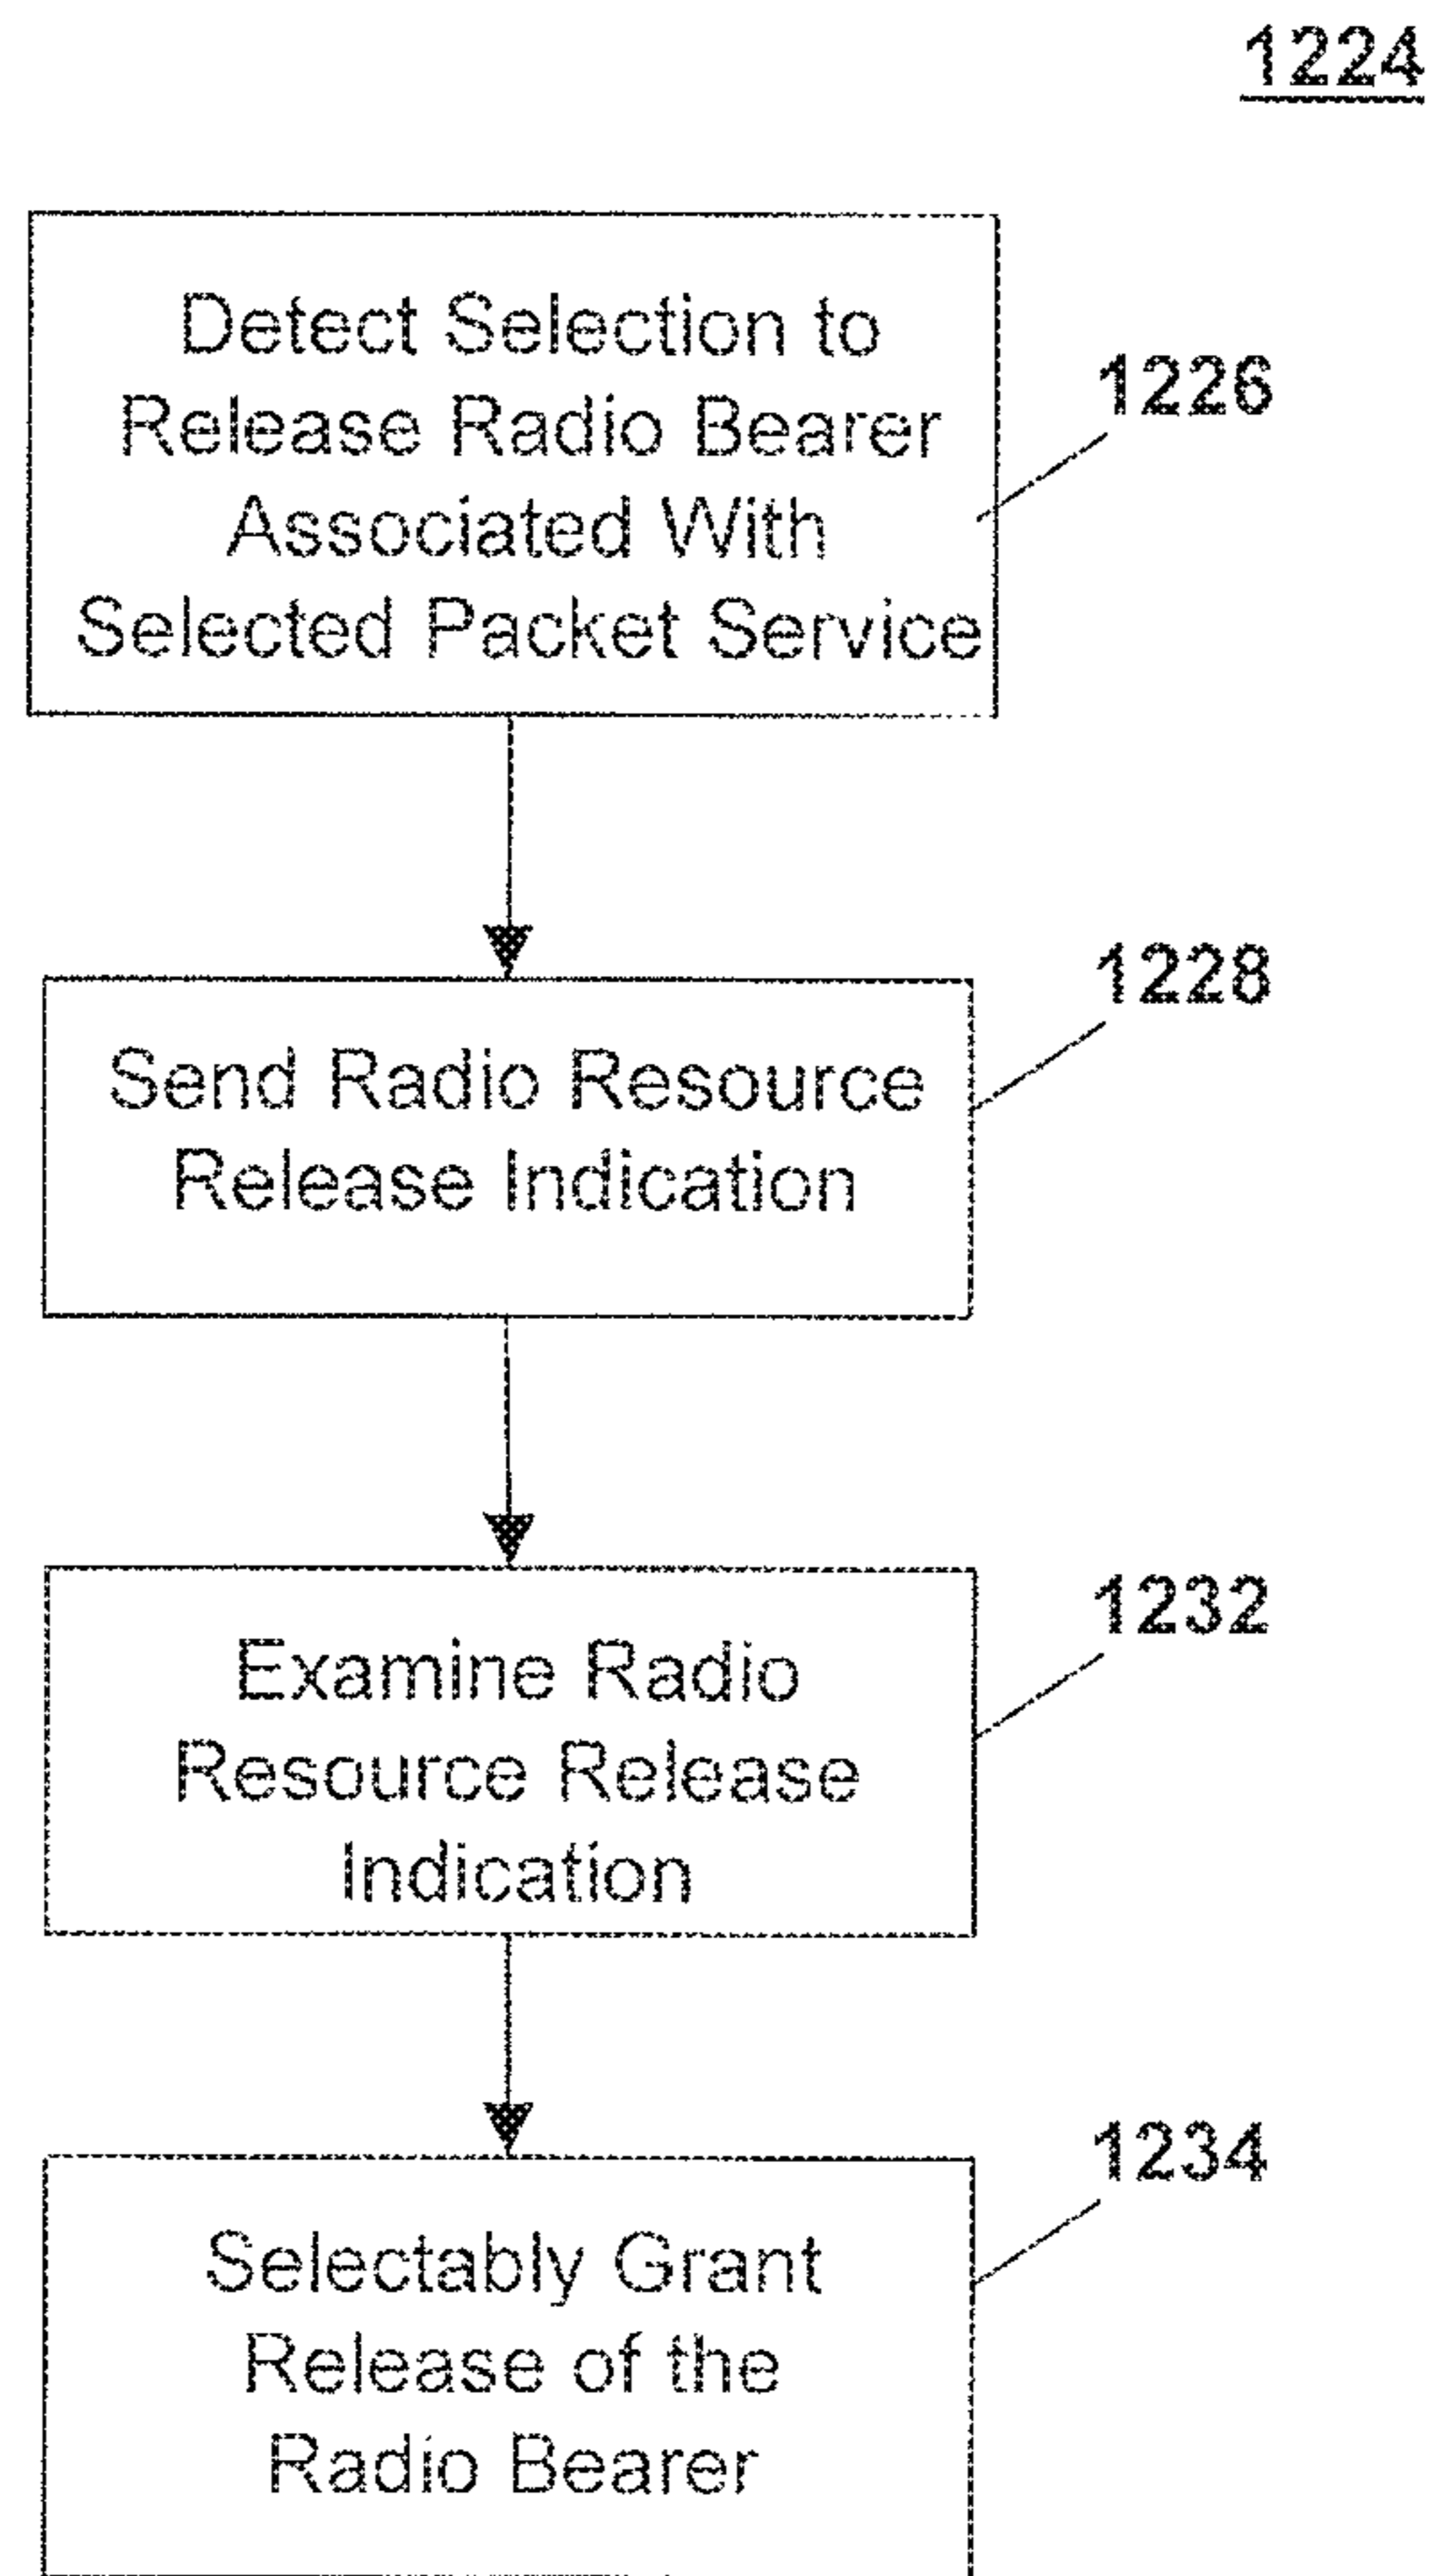 1224
Detect Selection to
Release Radio Bearer
Associated With
Selected Packet Service
1226
Send Radio Resource
Release Indication
1228
Examine Radio
Resource Release
Indication
1232
Selectably Grant
Release of the
Radio Bearer
1234